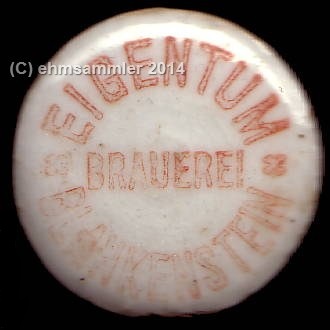 (C) ehmsammler 2014
EIGENTUM
BRAUEREI
BLANKENSTEIN